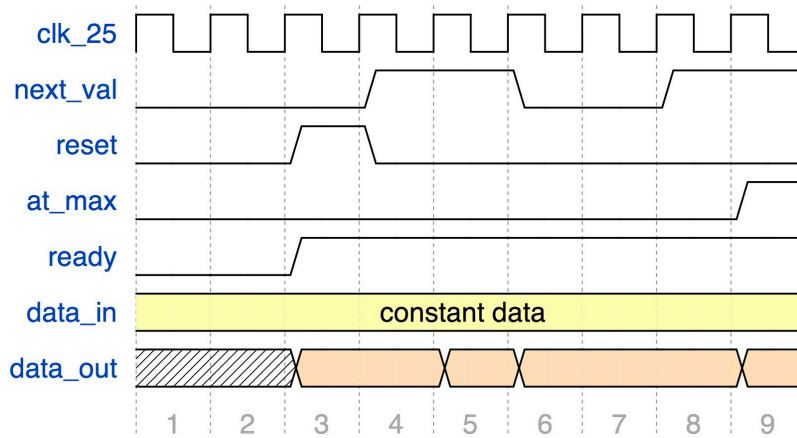 clk_25
next_val
reset
at_max
ready
data_in constant data
data_out
1 2 3 4 5 6 7 8 9